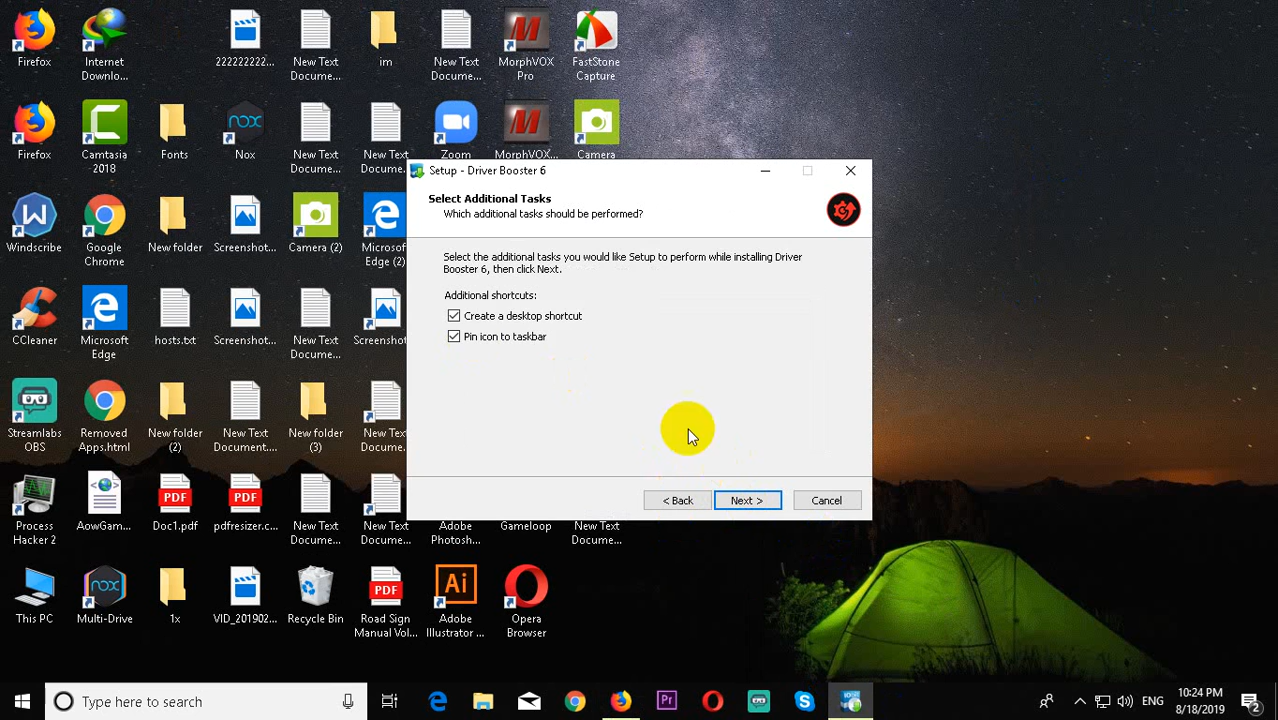 Firefox
Internet
Downlo...
222222222...
New Text
Docume...
im
New Text
Docume...
MorphVOX
Pro
FastStone
Capture
Firefox
Camtasia
2018
Fonts
nox
Nox
New Text
Docume...
New Text
Docume...
Zoom
MorphVOX...
Camera
Windscribe
Google
Chrome
New folder
Screenshot...
Camera (2)
Microsoft
Edge (2)
CCleaner
Microsoft
Edge
hosts.txt
Screenshot...
New Text
Docume...
Screenshot
Streamlabs
OBS
Removed
Apps.html
New folder
(2)
New Text
Document...
New folder
(3)
New Text
Docume...
Process
Hacker 2
AowGam...
PDF
Doc1.pdf
PDF
pdfresizer.c...
New Text
Docume...
New Text
Docume...
Adobe
Photosh...
Gameloop
New Text
Docume...
This PC
nox
Multi-Drive
1x
VID_201902...
Recycle Bin
PDF
Road Sign
Manual Vol...
Ai
Adobe
Illustrator ...
Opera
Browser
Setup - Driver Booster 6
Select Additional Tasks
Which additional tasks should be performed?
Select the additional tasks you would like Setup to perform while installing Driver
Booster 6, then click Next.
Additional shortcuts:
Create a desktop shortcut
Pin icon to taskbar
< Back
Next >
Cancel
Type here to search
Pr
ENG
10:24 PM
8/18/2019
2